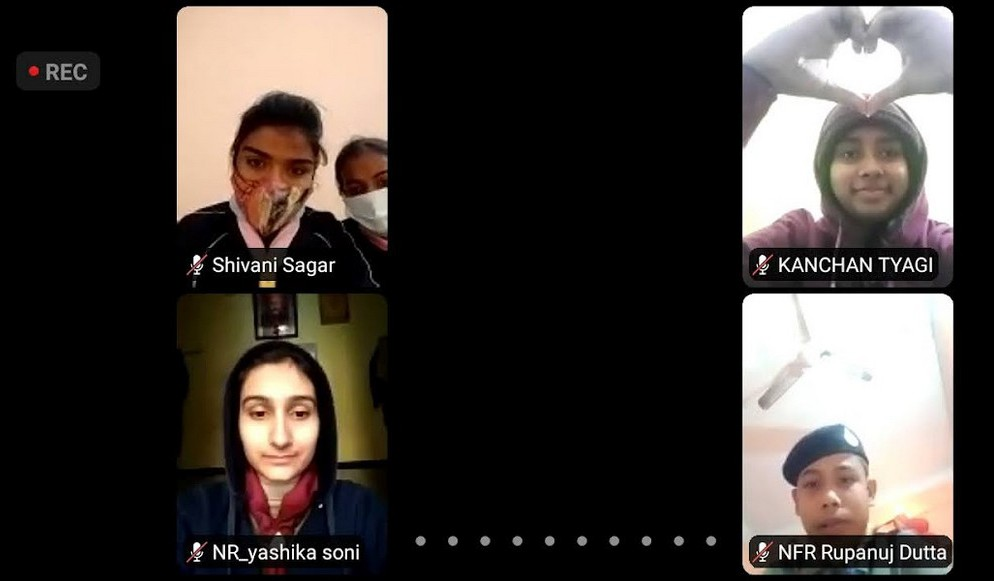 REC
Shivani Sagar
KANCHAN TYAGI
NR_yashika soni
NFR Rupanuj Dutta